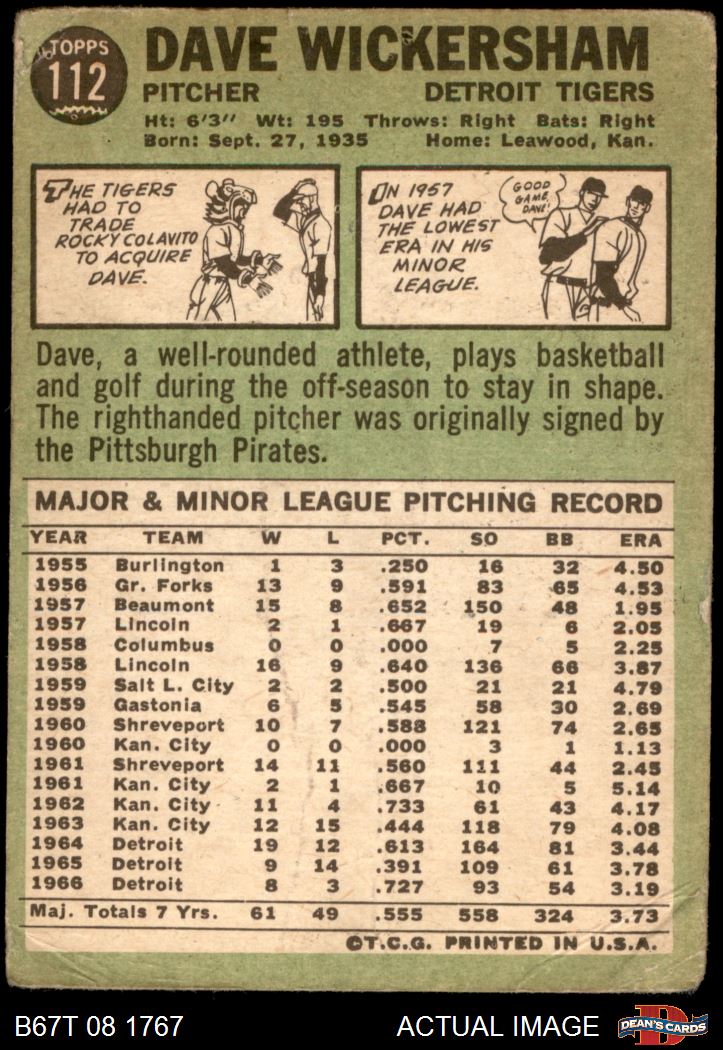 TOPPS
112
DAVE WICKERSHAM
PITCHER DETROIT TIGERS
Ht: 6'3" Wt: 195 Throws: Right Bats: Right
Born: Sept. 27, 1935 Home: Leawood, Kan.
THE TIGERS
HAD TO
TRADE
ROCKY COLAVITO
TO ACQUIRE
DAVE.
IN 1957
DAVE HAD
THE LOWEST
ERA IN HIS
MINOR
LEAGUE.
GOOD
GAME,
DAVE!
Dave, a well-rounded athlete, plays basketball
and golf during the off-season to stay in shape.
The righthanded pitcher was originally signed by
the Pittsburgh Pirates.
MAJOR & MINOR LEAGUE PITCHING RECORD
YEAR TEAM W L PCT. SO BB ERA
1955 Burlington 1 3 .250 16 32 4.50
1956 Gr. Forks 13 9 .591 83 65 4.53
1957 Beaumont 15 8 .652 150 48 1.95
1957 Lincoln 2 1 .667 19 6 2.05
1958 Columbus 0 0 .000 7 5 2.25
1958 Lincoln 16 9 .640 136 66 3.87
1959 Salt L. City 2 2 .500 21 21 4.79
1959 Gastonia 6 5 .545 58 30 2.69
1960 Shreveport 10 7 .588 121 74 2.65
1960 Kan. City 0 0 .000 3 1 1.13
1961 Shreveport 14 11 .560 111 44 2.45
1961 Kan. City 2 1 .667 10 5 5.14
1962 Kan. City 11 4 .733 61 43 4.17
1963 Kan. City 12 15 .444 118 79 4.08
1964 Detroit 19 12 .613 164 81 3.44
1965 Detroit 9 14 .391 109 61 3.78
1966 Detroit 8 3 .727 93 54 3.19
Maj. Totals 7 Yrs. 61 49 .555 558 324 3.73
©T.C.G. PRINTED IN U.S.A.
B67T 08 1767 ACTUAL IMAGE
D
DEAN'S CARDS